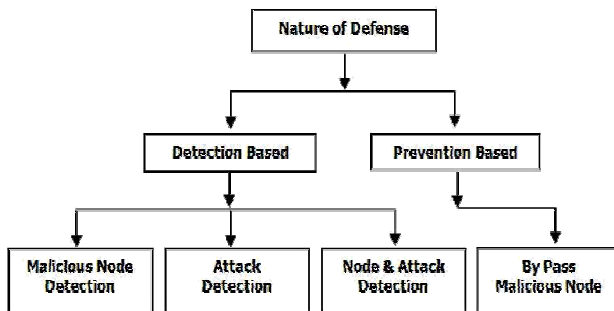 Nature of Defense
Detection Based
Prevention Based
Malicious Node
Detection
Attack
Detection
Node & Attack
Detection
By Pass
Malicious Node